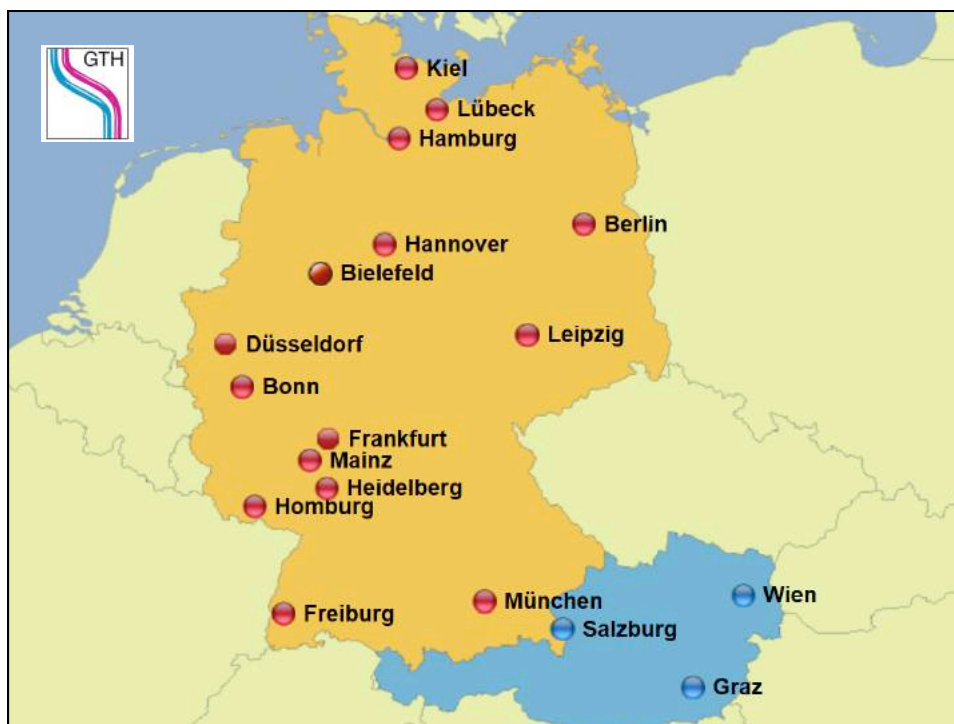 GTH
Kiel
Lübeck
Hamburg
Berlin
Hannover
Bielefeld
Leipzig
Düsseldorf
Bonn
Frankfurt
Mainz
Heidelberg
Homburg
Wien
München
Freiburg
Salzburg
Graz